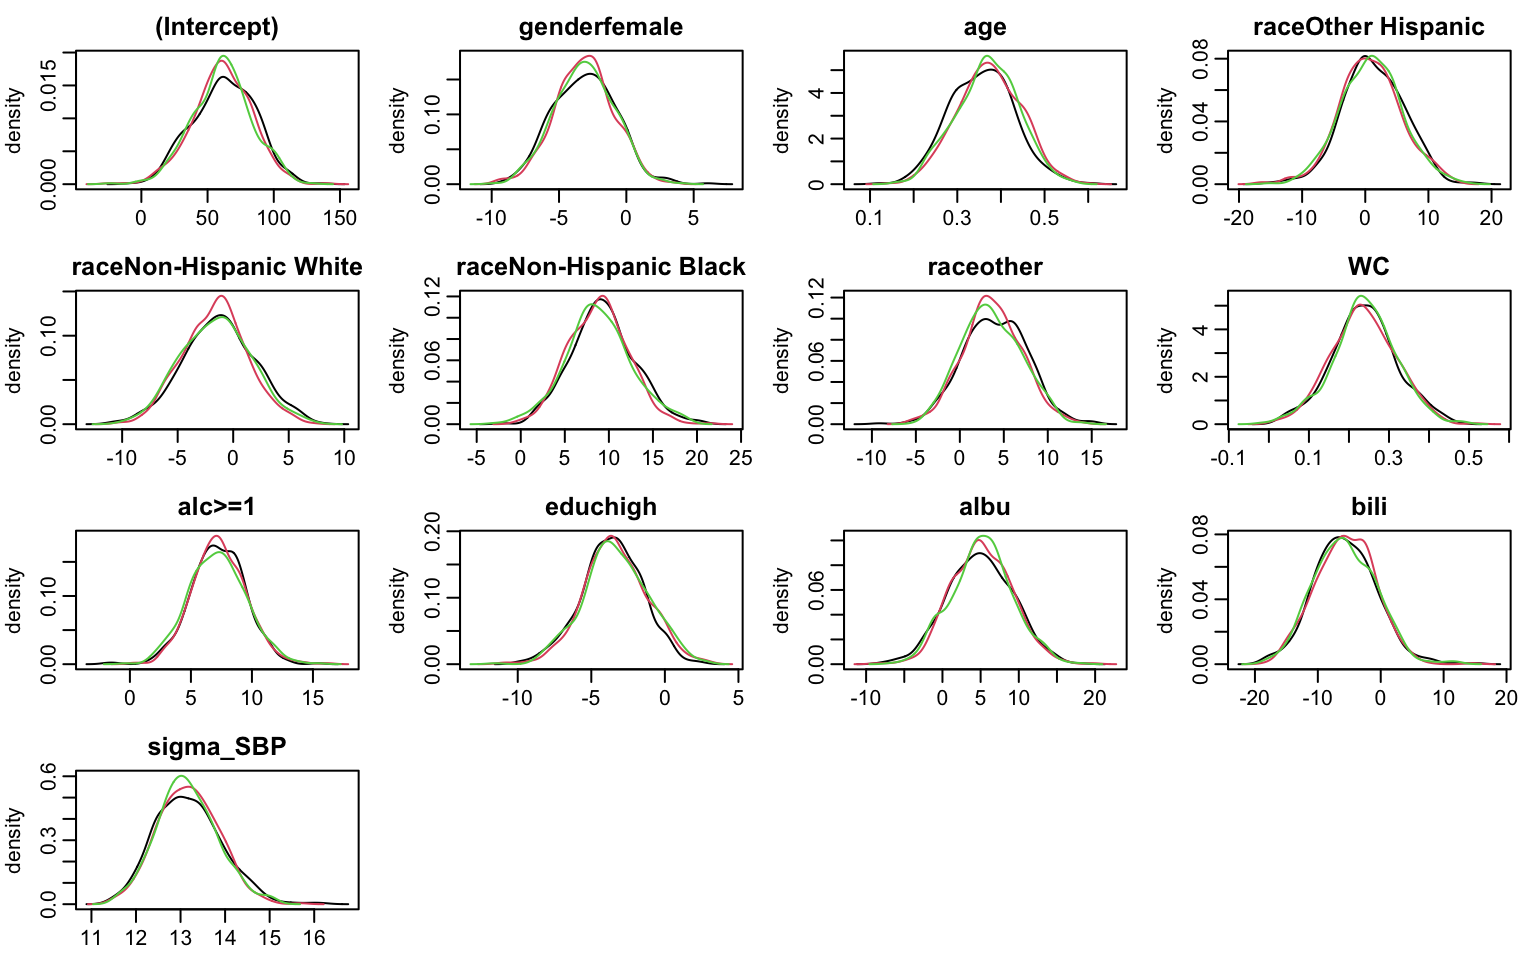 (Intercept)
genderfemale
age
raceOther Hispanic
density
0.000 0.015
0 50 100 150
density
0.00 0.10
-10 -5 0 5
density
0 2 4
0.1 0.3 0.5
density
0.00 0.04 0.08
-20 -10 0 10 20
raceNon-Hispanic White
raceNon-Hispanic Black
raceother
WC
density
0.00 0.10
-10 -5 0 5 10
density
0.00 0.06 0.12
-5 0 5 10 15 20 25
density
0.00 0.06 0.12
-10 -5 0 5 10 15
density
0 2 4
-0.1 0.1 0.3 0.5
alc>=1
educhigh
albu
bili
density
0.00 0.10
0 5 10 15
density
0.00 0.10 0.20
-10 -5 0 5
density
0.00 0.06
-10 0 5 10 20
density
0.00 0.04 0.08
-20 -10 0 10 20
sigma_SBP
density
0.0 0.3 0.6
11 12 13 14 15 16